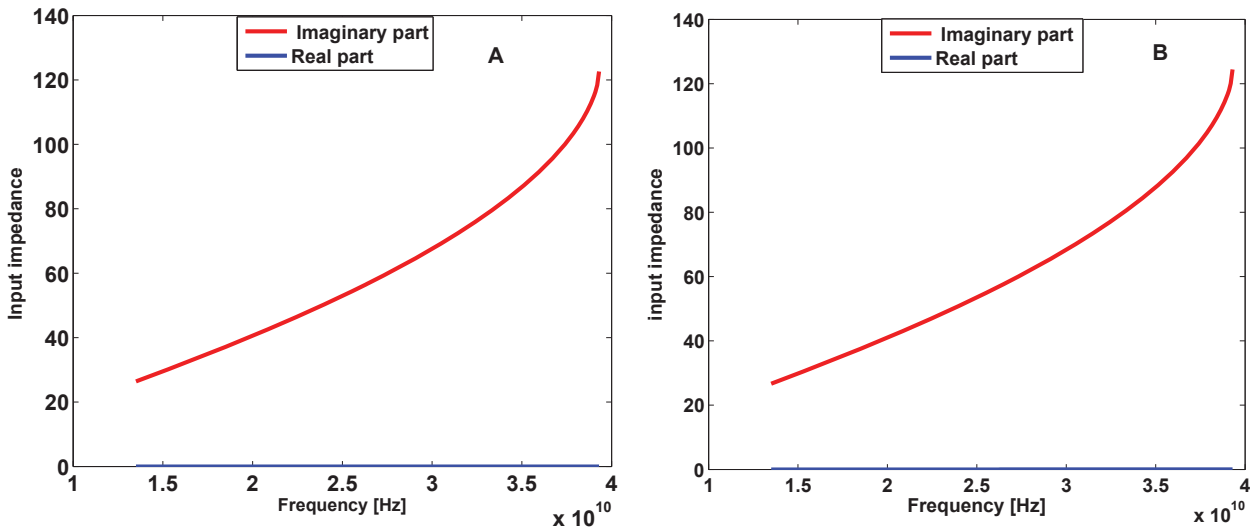 140
120
100
80
60
40
20
0
Input impedance
Imaginary part
Real part
A
1
1.5
2
2.5
3
3.5
4
Frequency [Hz]
x 10^10
140
120
100
80
60
40
20
0
input impedance
Imaginary part
Real part
B
1
1.5
2
2.5
3
3.5
4
Frequency [Hz]
x 10^10